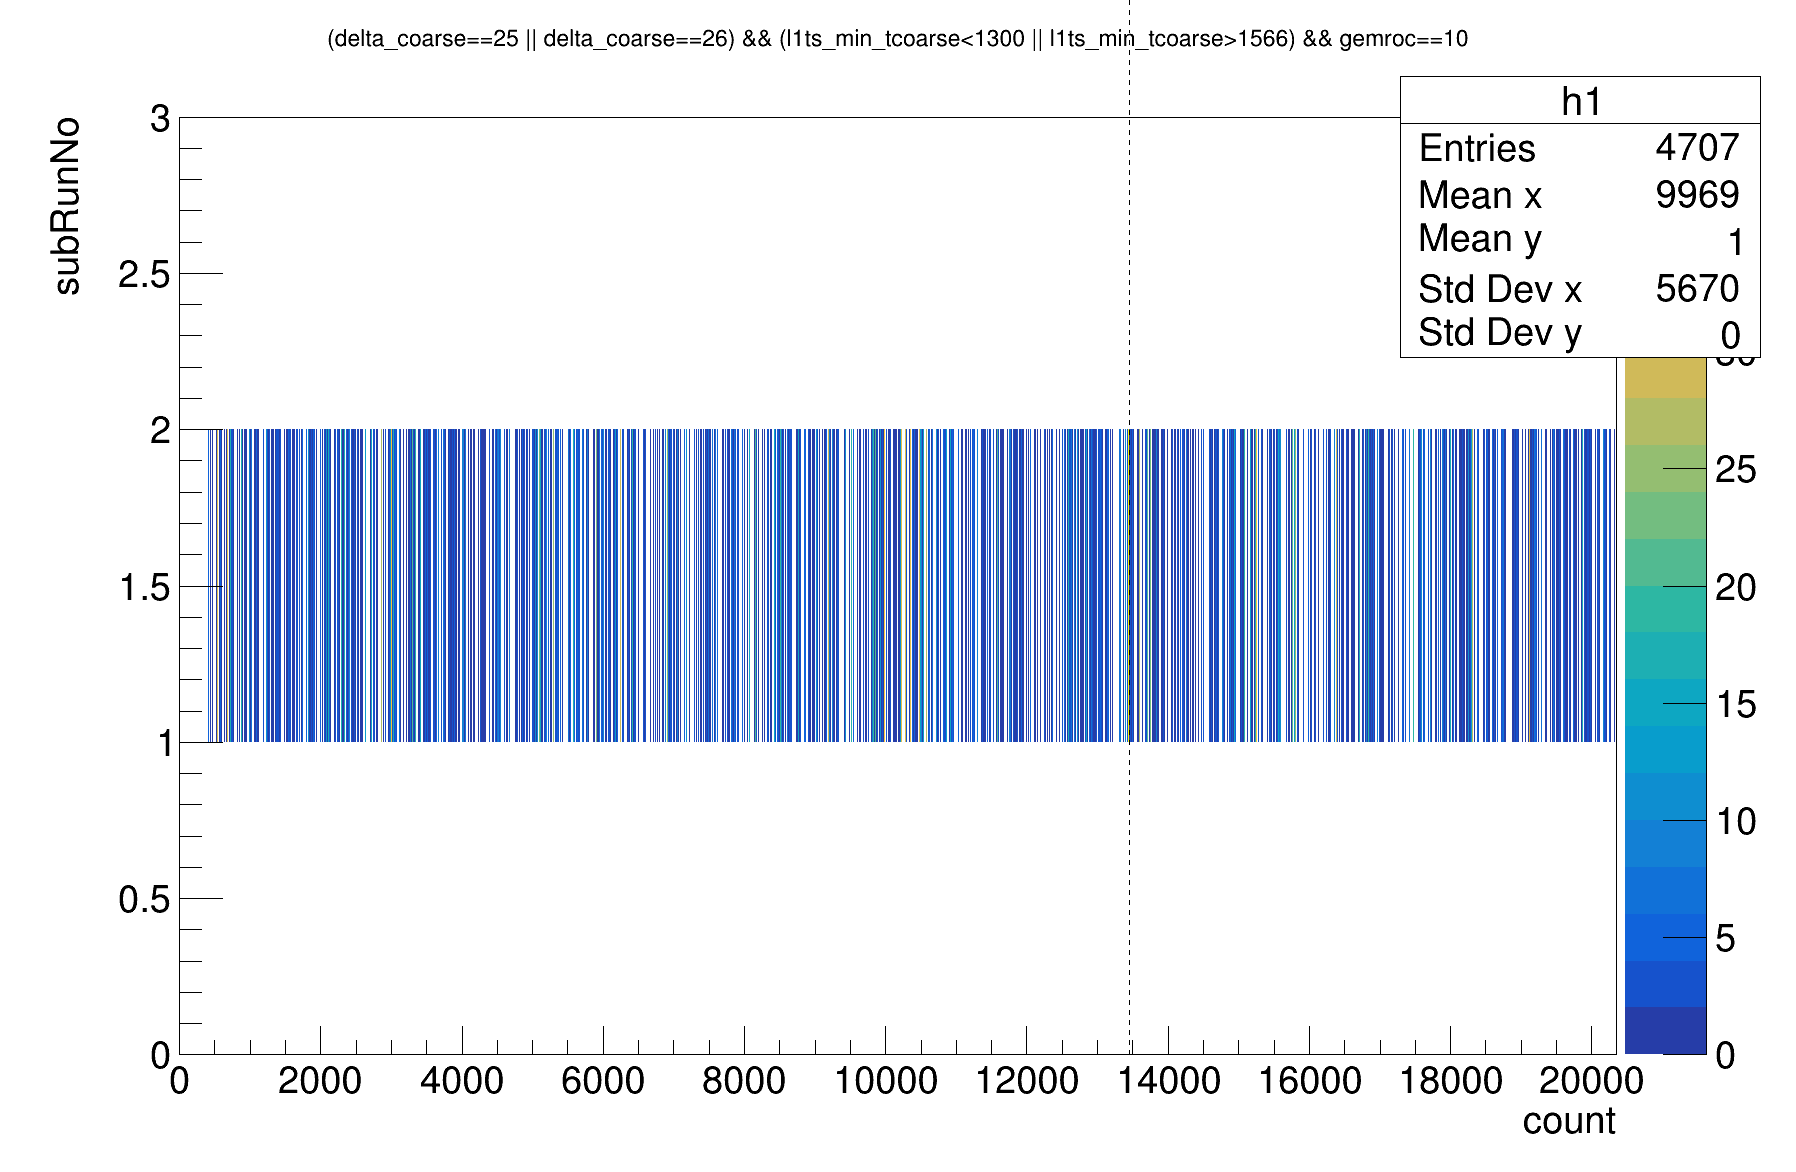 (delta_coarse==25 || delta_coarse==26) && (l1ts_min_tcoarse<1300 || l1ts_min_tcoarse>1566) && gemroc==10
h1
Entries 4707
Mean x 9969
Mean y 1
Std Dev x 5670
Std Dev y 0
subRunNo
3
2.5
2
1.5
1
0.5
0
0 2000 4000 6000 8000 10000 12000 14000 16000 18000 20000
count
25
20
15
10
5
0